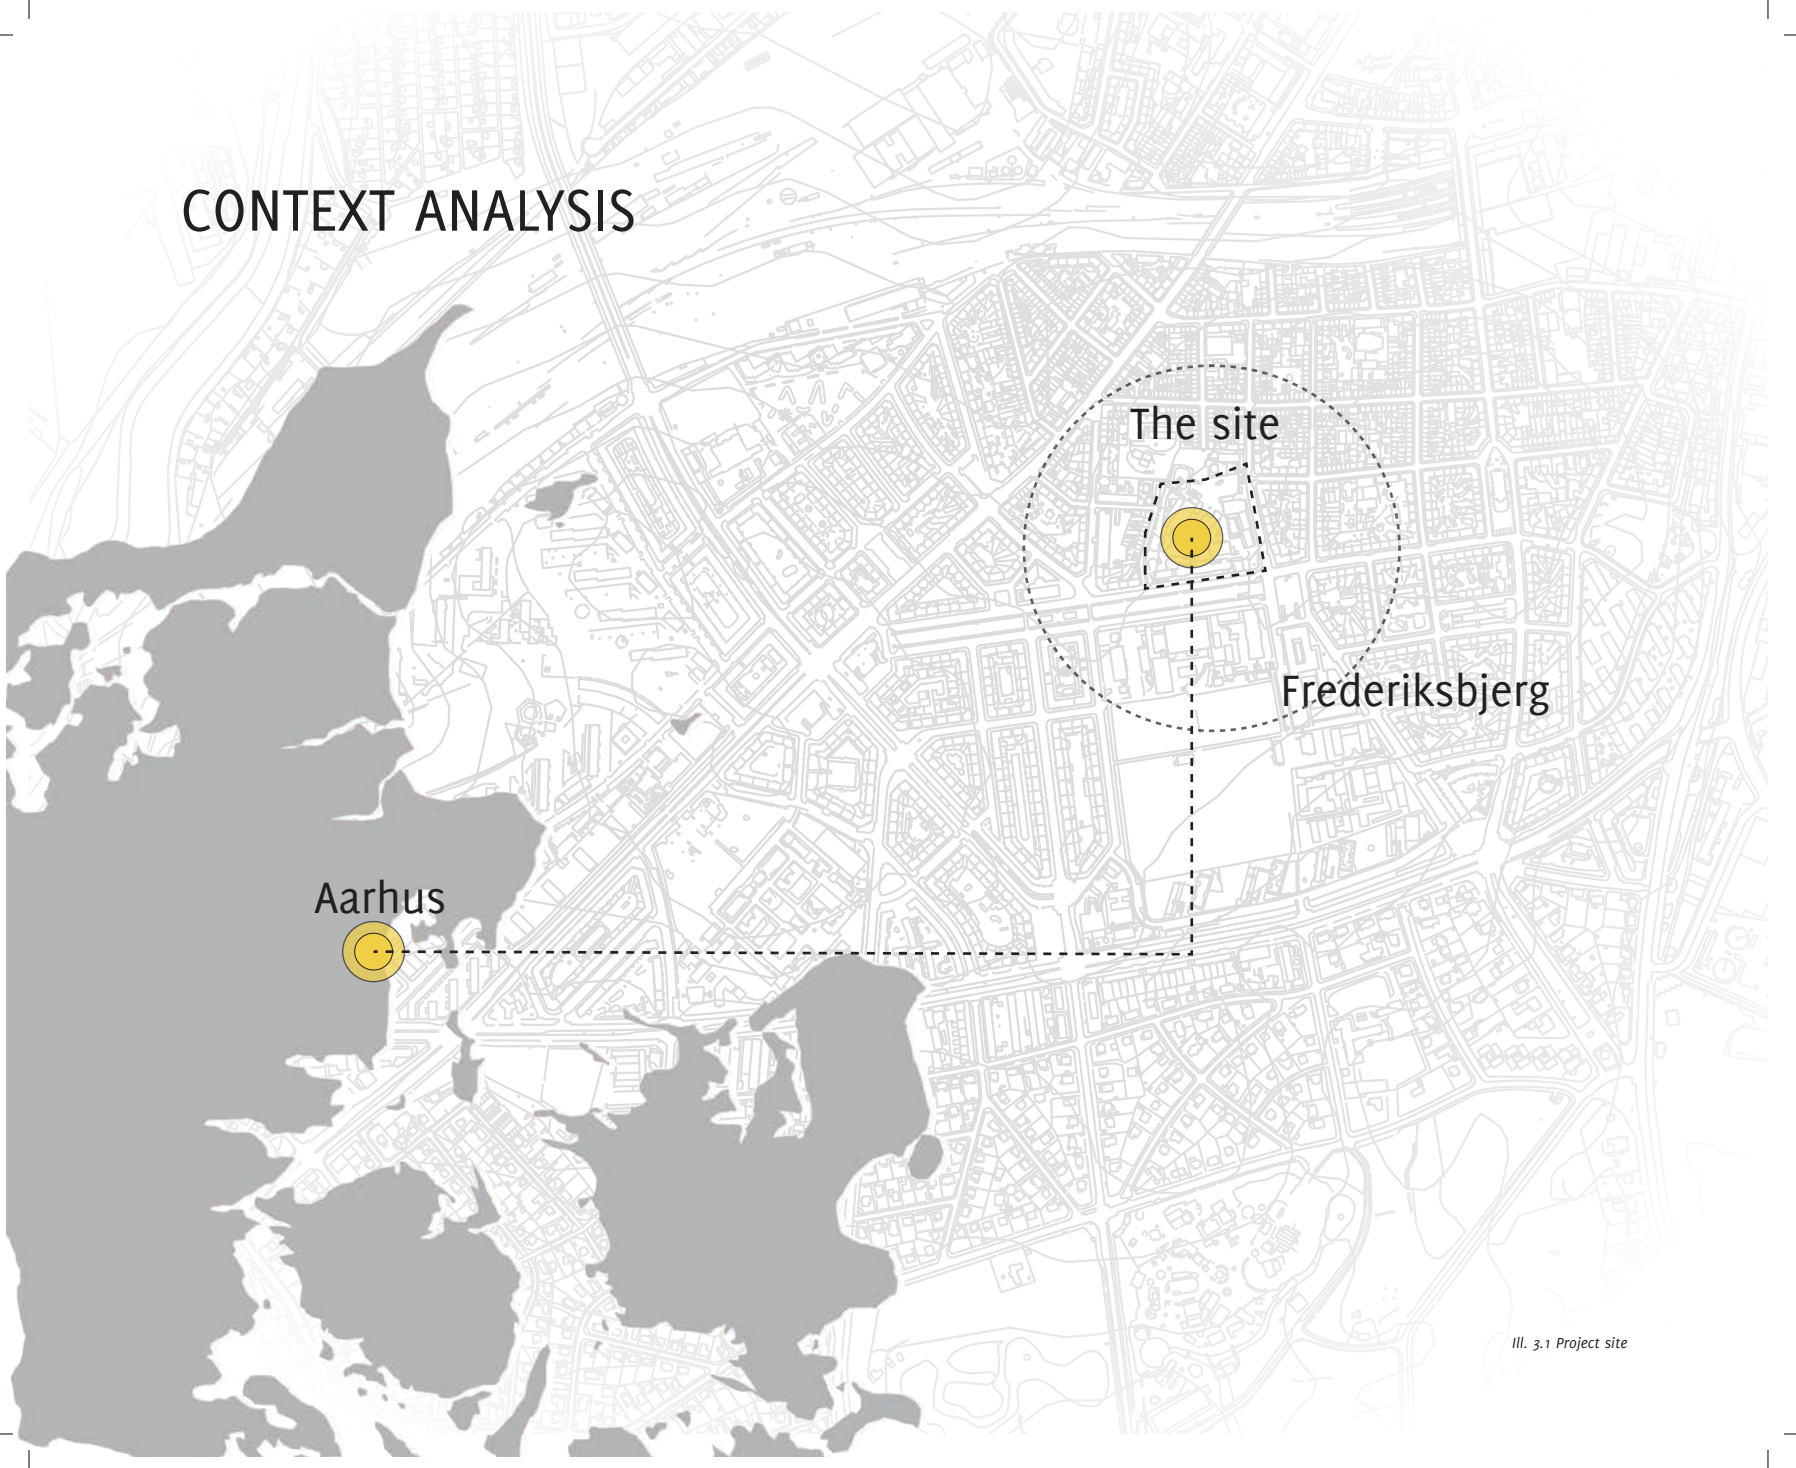 CONTEXT ANALYSIS
The site
Frederiksbjerg
Aarhus
Ill. 3.1 Project site